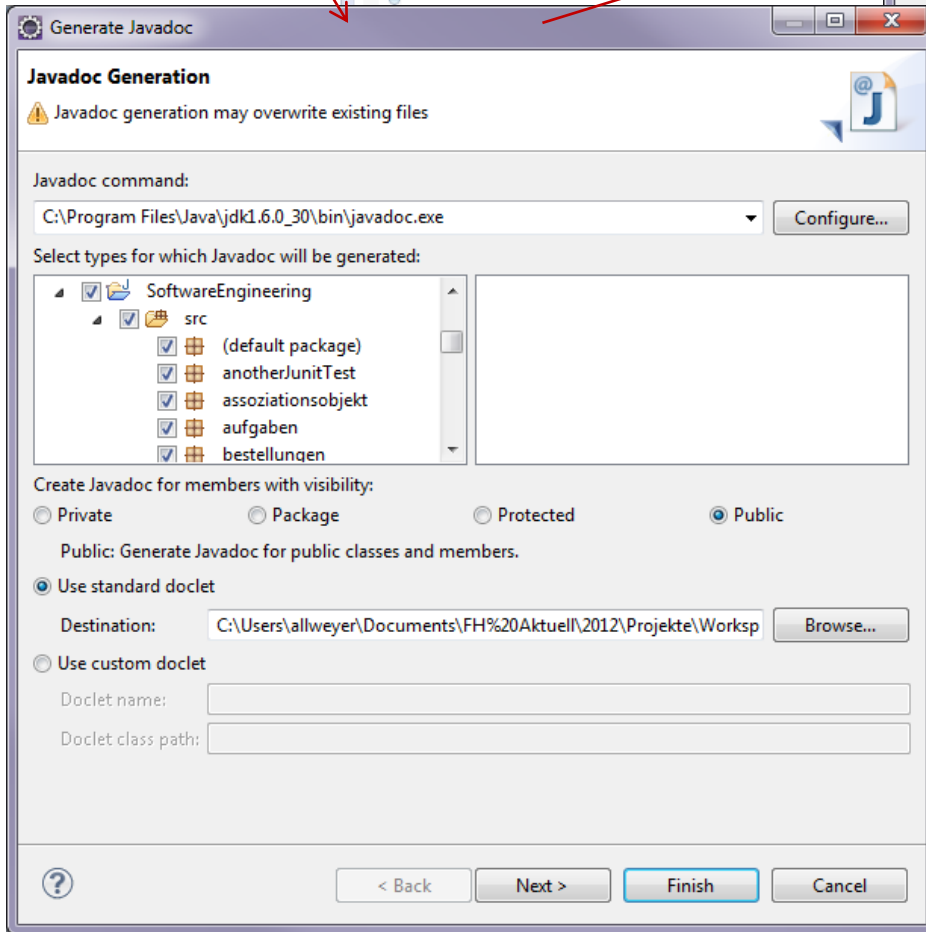 Generate Javadoc
Javadoc Generation
Javadoc generation may overwrite existing files
@
J
Javadoc command:
C:\Program Files\Java\jdk1.6.0_30\bin\javadoc.exe
Configure...
Select types for which Javadoc will be generated:
SoftwareEngineering
src
(default package)
anotherJunitTest
assoziationsobjekt
aufgaben
bestellungen
Create Javadoc for members with visibility:
Private Package Protected Public
Public: Generate Javadoc for public classes and members.
Use standard doclet
Destination: C:\Users\allweyer\Documents\FH%20Aktuell\2012\Projekte\Worksp Browse...
Use custom doclet
Doclet name:
Doclet class path:
? < Back Next > Finish Cancel